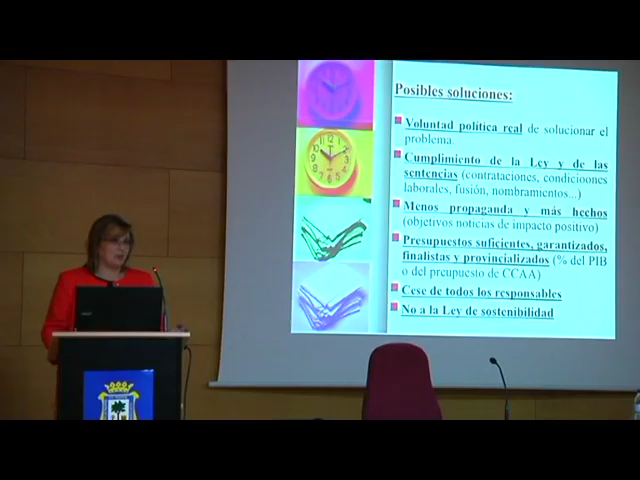 Posibles soluciones:
Voluntad política real de solucionar el
problema.
Cumplimiento de la Ley y de las
sentencias (contrataciones, condicioones
laborales, fusión, nombramientos...)
Menos propaganda y más hechos
(objetivos noticias de impacto positivo)
Presupuestos suficientes, garantizados,
finalistas y provincializados (% del PIB
o del prepuesto de CCAA)
Cese de todos los responsables
No a la Ley de sostenibilidad